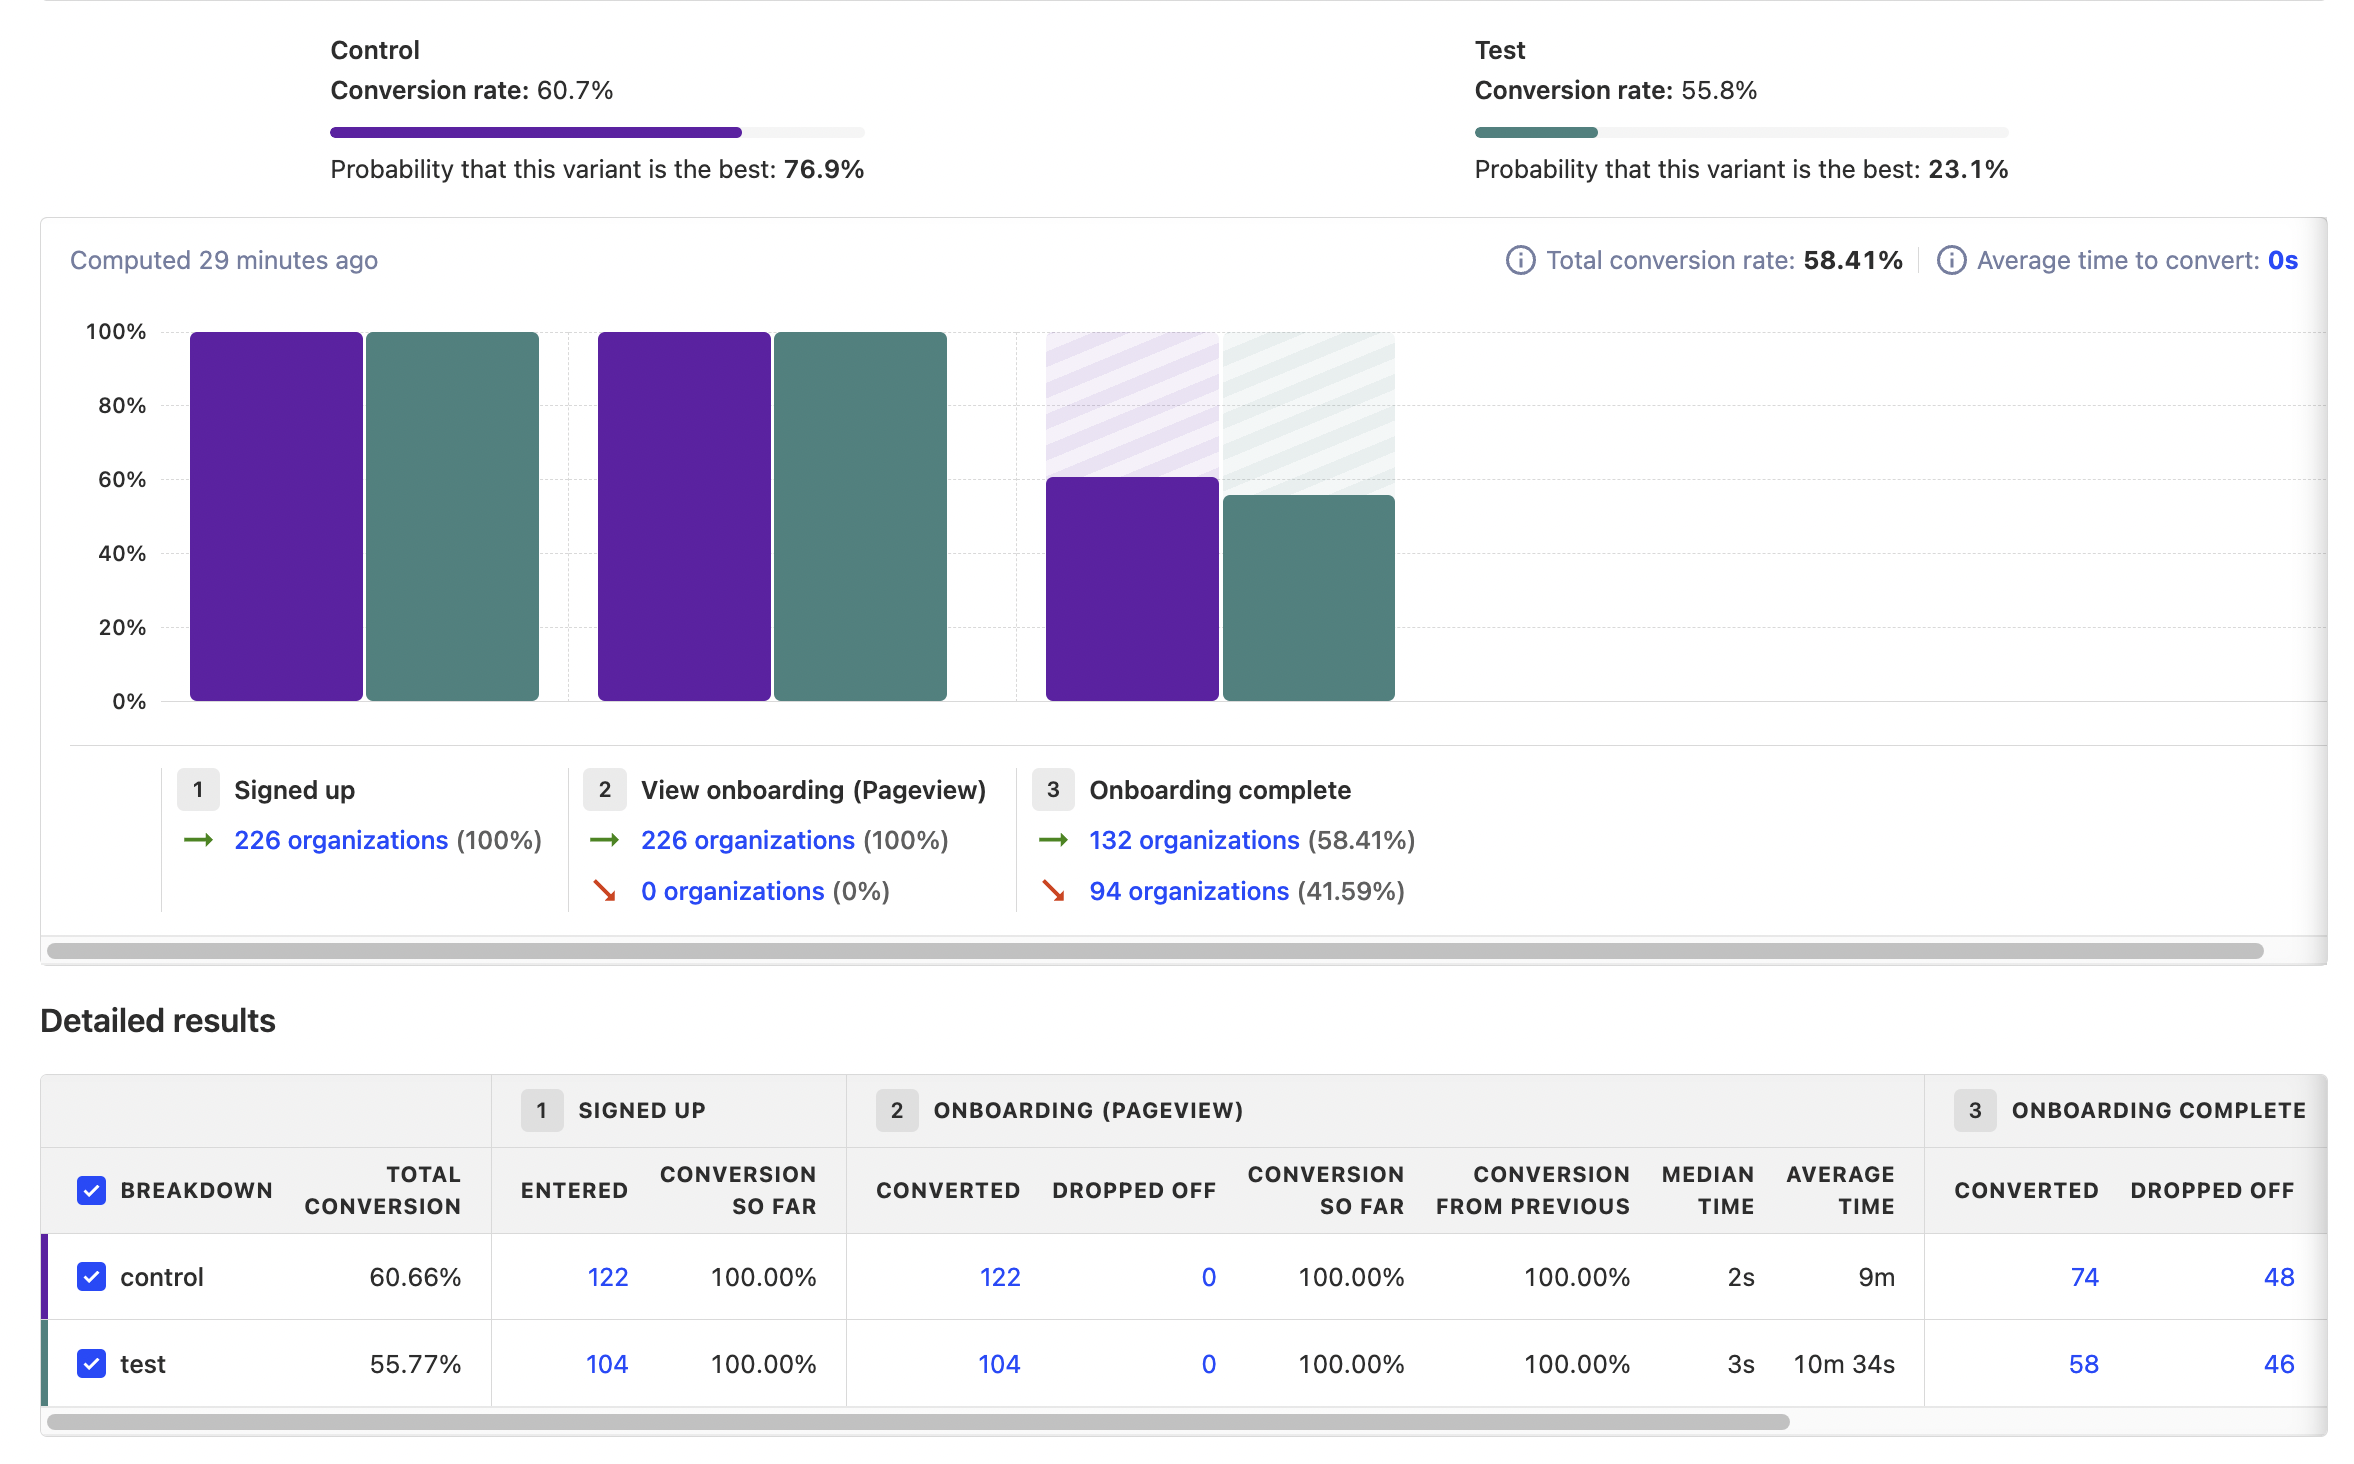 Control
Conversion rate: 60.7%
Probability that this variant is the best: 76.9%
Test
Conversion rate: 55.8%
Probability that this variant is the best: 23.1%
Computed 29 minutes ago
Total conversion rate: 58.41%
Average time to convert: 0s
100%
80%
60%
40%
20%
0%
1 Signed up
226 organizations (100%)
2 View onboarding (Pageview)
226 organizations (100%)
0 organizations (0%)
3 Onboarding complete
132 organizations (58.41%)
94 organizations (41.59%)
Detailed results
1 SIGNED UP 2 ONBOARDING (PAGEVIEW) 3 ONBOARDING COMPLETE
BREAKDOWN TOTAL CONVERSION ENTERED CONVERSION SO FAR CONVERTED DROPPED OFF CONVERSION SO FAR CONVERSION FROM PREVIOUS MEDIAN TIME AVERAGE TIME CONVERTED DROPPED OFF
control 60.66% 122 100.00% 122 0 100.00% 100.00% 2s 9m 74 48
test 55.77% 104 100.00% 104 0 100.00% 100.00% 3s 10m 34s 58 46